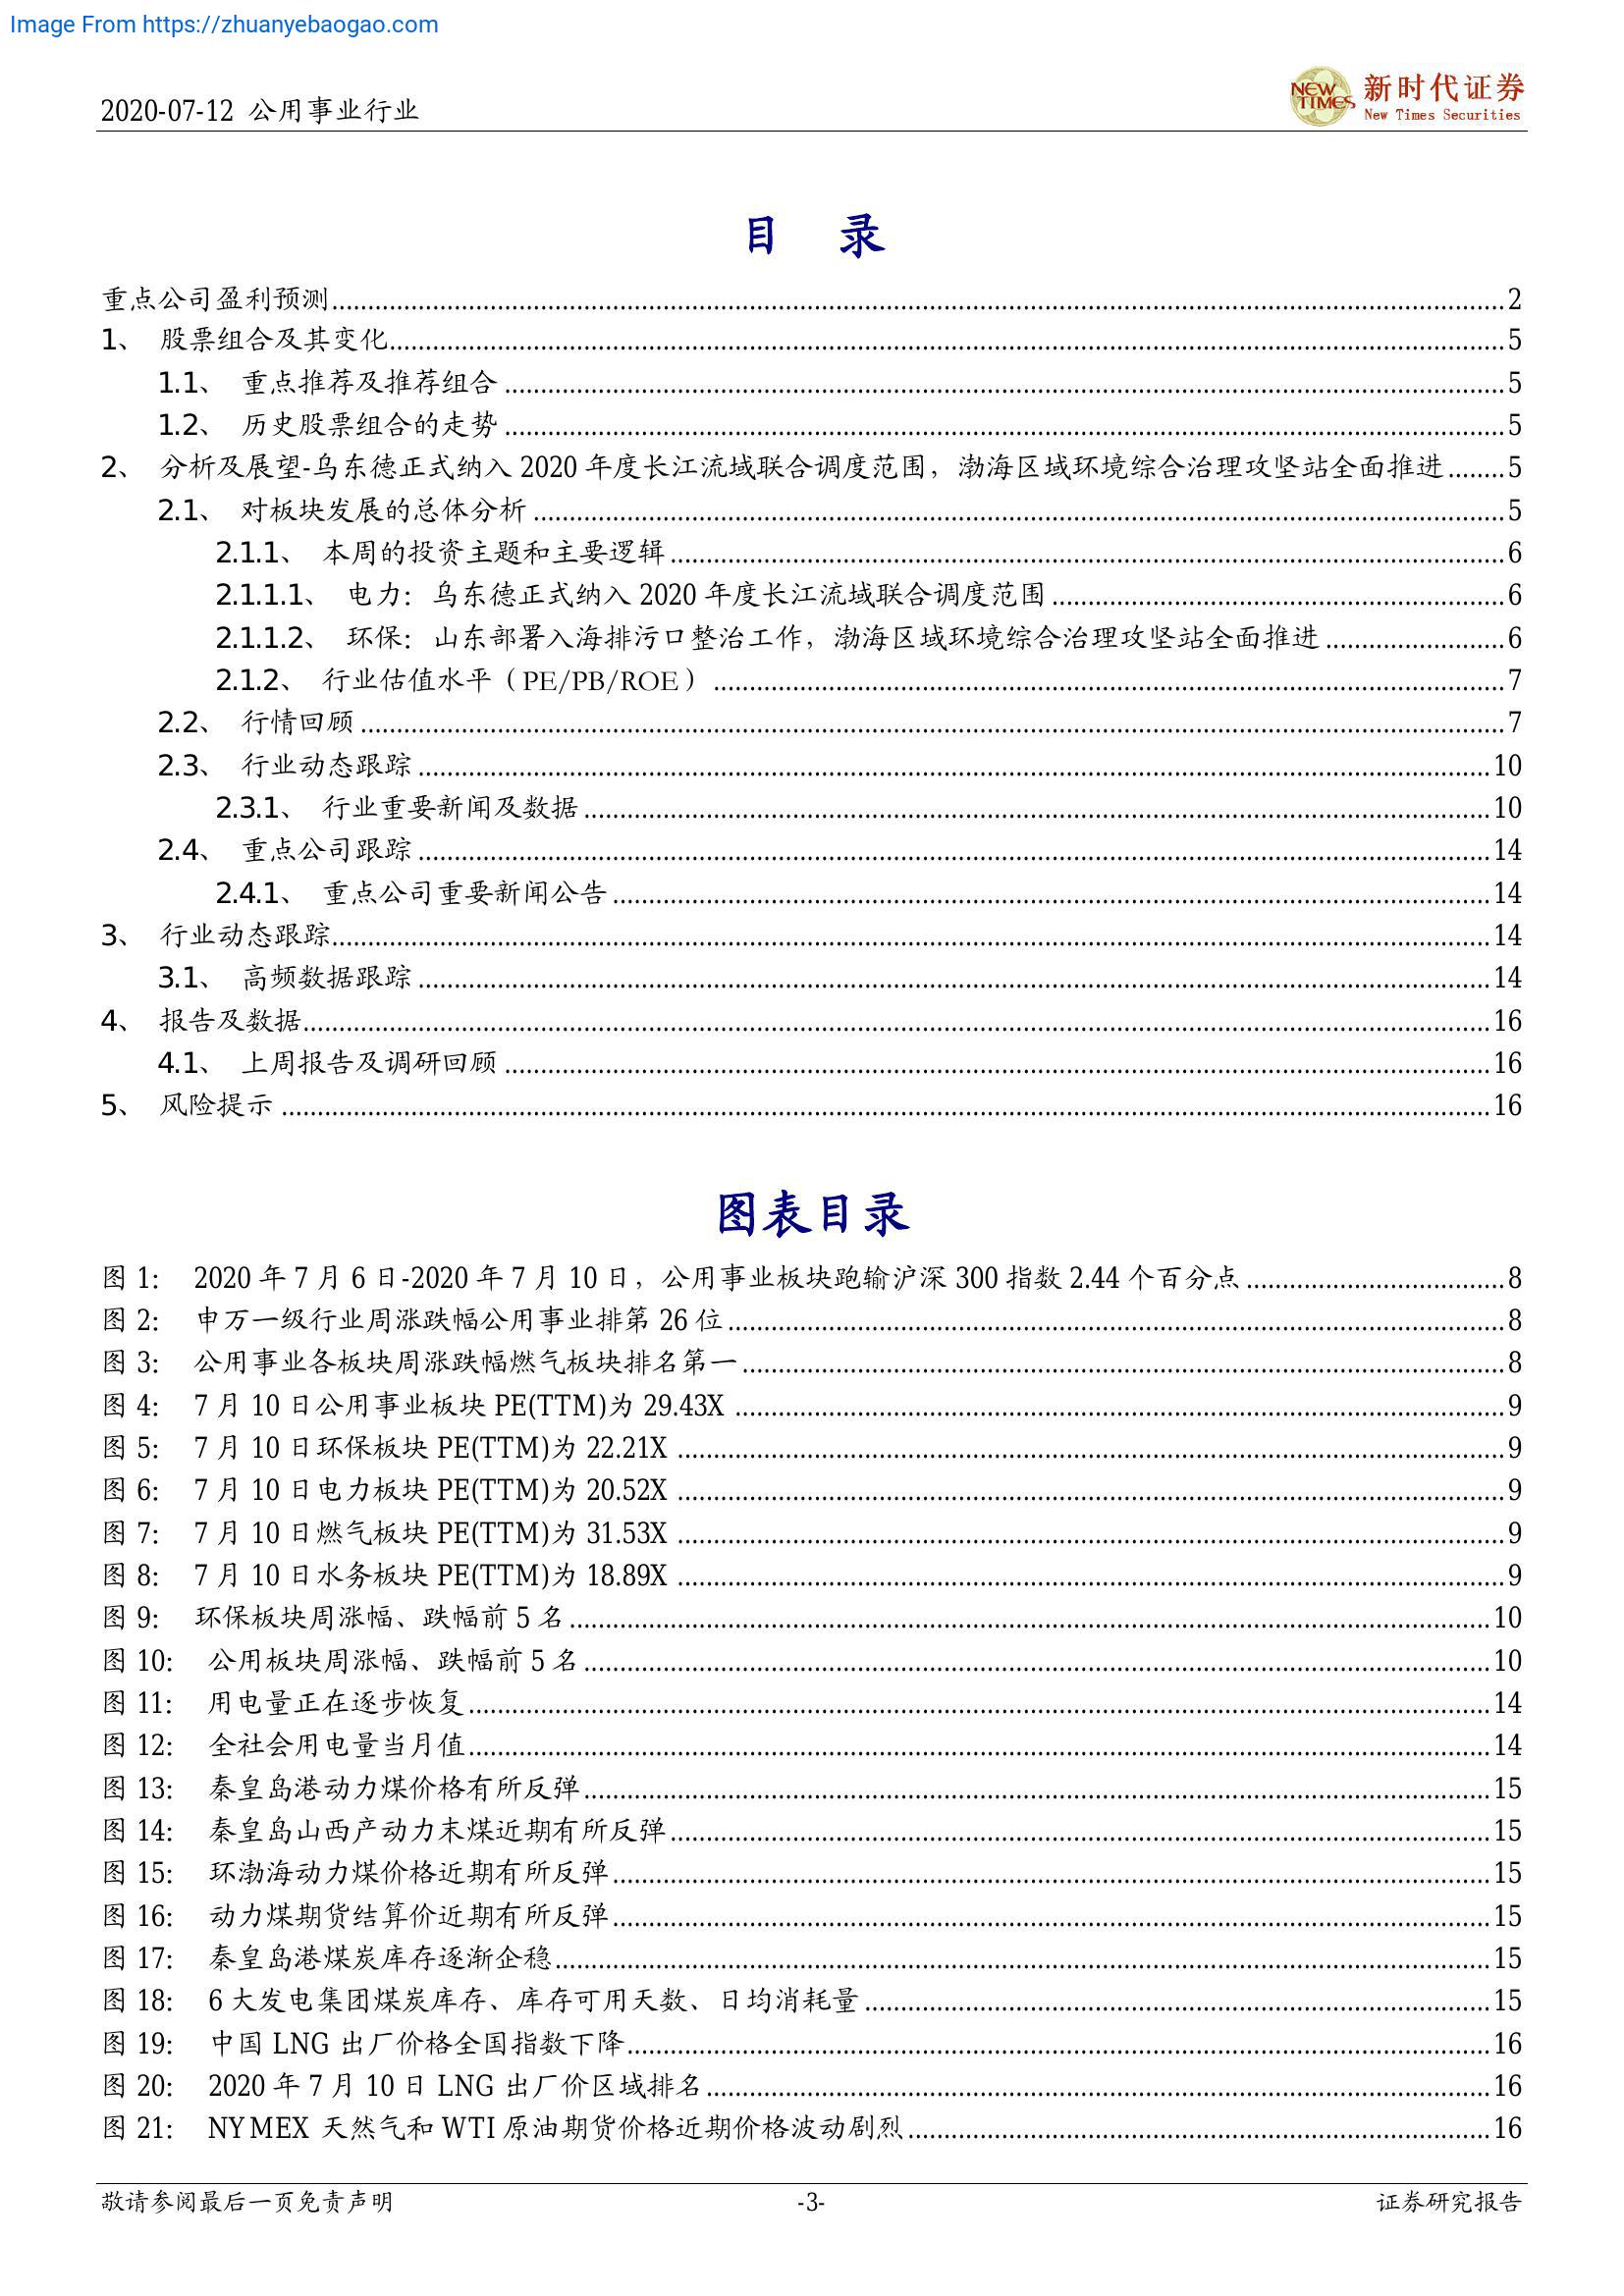 Image From https://zhuanyebaogao.com
2020-07-12 公用事业行业
NEW TIMES
新时代证券
New Times Securities
目 录
重点公司盈利预测 2
1、 股票组合及其变化 5
1.1、 重点推荐及推荐组合 5
1.2、 历史股票组合的走势 5
2、 分析及展望-乌东德正式纳入 2020 年度长江流域联合调度范围，渤海区域环境综合治理攻坚站全面推进 5
2.1、 对板块发展的总体分析 5
2.1.1、 本周的投资主题和主要逻辑 6
2.1.1.1、 电力：乌东德正式纳入 2020 年度长江流域联合调度范围 6
2.1.1.2、 环保：山东部署入海排污口整治工作，渤海区域环境综合治理攻坚站全面推进 6
2.1.2、 行业估值水平（PE/PB/ROE） 7
2.2、 行情回顾 7
2.3、 行业动态跟踪 10
2.3.1、 行业重要新闻及数据 10
2.4、 重点公司跟踪 14
2.4.1、 重点公司重要新闻公告 14
3、 行业动态跟踪 14
3.1、 高频数据跟踪 14
4、 报告及数据 16
4.1、 上周报告及调研回顾 16
5、 风险提示 16
图表目录
图 1: 2020 年 7 月 6 日-2020 年 7 月 10 日，公用事业板块跑输沪深 300 指数 2.44 个百分点 8
图 2: 申万一级行业周涨跌幅公用事业排第 26 位 8
图 3: 公用事业各板块周涨跌幅燃气板块排名第一 8
图 4: 7 月 10 日公用事业板块 PE(TTM)为 29.43X 9
图 5: 7 月 10 日环保板块 PE(TTM)为 22.21X 9
图 6: 7 月 10 日电力板块 PE(TTM)为 20.52X 9
图 7: 7 月 10 日燃气板块 PE(TTM)为 31.53X 9
图 8: 7 月 10 日水务板块 PE(TTM)为 18.89X 9
图 9: 环保板块周涨幅、跌幅前 5 名 10
图 10: 公用板块周涨幅、跌幅前 5 名 10
图 11: 用电量正在逐步恢复 14
图 12: 全社会用电量当月值 14
图 13: 秦皇岛港动力煤价格有所反弹 15
图 14: 秦皇岛山西产动力末煤近期有所反弹 15
图 15: 环渤海动力煤价格近期有所反弹 15
图 16: 动力煤期货结算价近期有所反弹 15
图 17: 秦皇岛港煤炭库存逐渐企稳 15
图 18: 6 大发电集团煤炭库存、库存可用天数、日均消耗量 15
图 19: 中国 LNG 出厂价格全国指数下降 16
图 20: 2020 年 7 月 10 日 LNG 出厂价区域排名 16
图 21: NYMEX 天然气和 WTI 原油期货价格近期价格波动剧烈 16
敬请参阅最后一页免责声明 -3- 证券研究报告